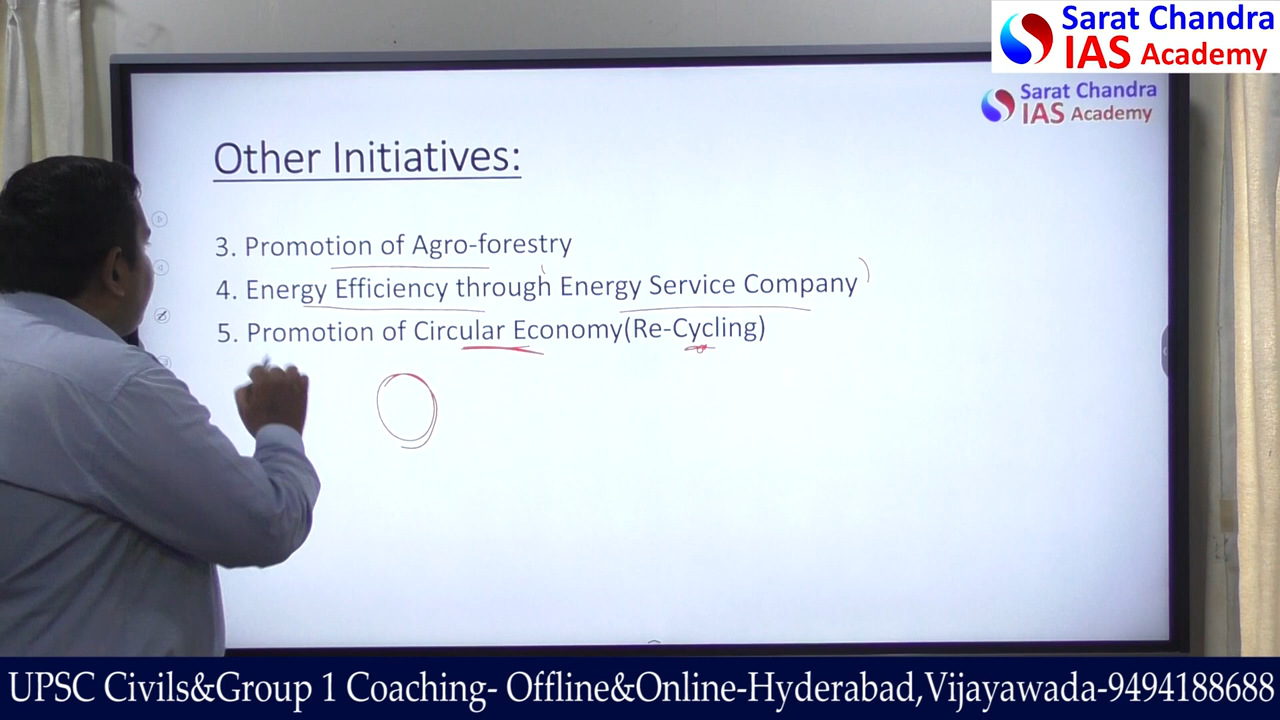 Sarat Chandra
IAS Academy
Sarat Chandra
IAS Academy
Other Initiatives:
3. Promotion of Agro-forestry
4. Energy Efficiency through Energy Service Company
5. Promotion of Circular Economy(Re-Cycling)
UPSC Civils&Group 1 Coaching- Offline&Online-Hyderabad,Vijayawada-9494188688